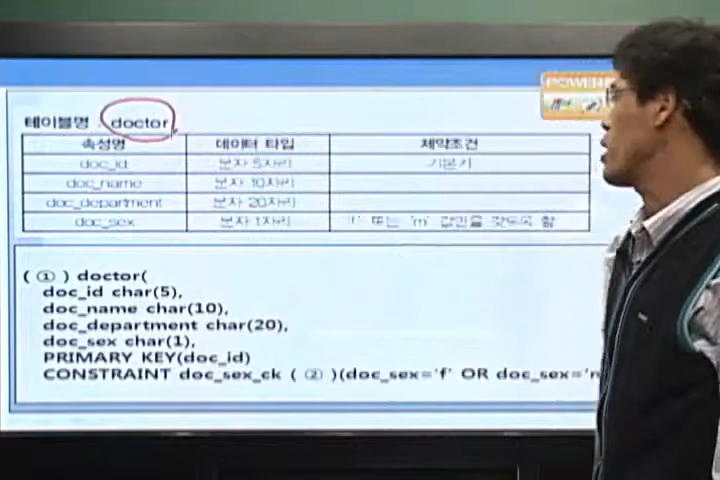 POWER
테이블명 : doctor
속성명 데이터 타입 제약조건
doc_id 문자 5자리 기본키
doc_name 문자 10자리
doc_department 문자 20자리
doc_sex 문자 1자리 'f' 또는 'm' 값만을 갖도록 함
( ① ) doctor(
doc_id char(5),
doc_name char(10),
doc_department char(20),
doc_sex char(1),
PRIMARY KEY(doc_id)
CONSTRAINT doc_sex_ck ( ② )(doc_sex='f' OR doc_sex='